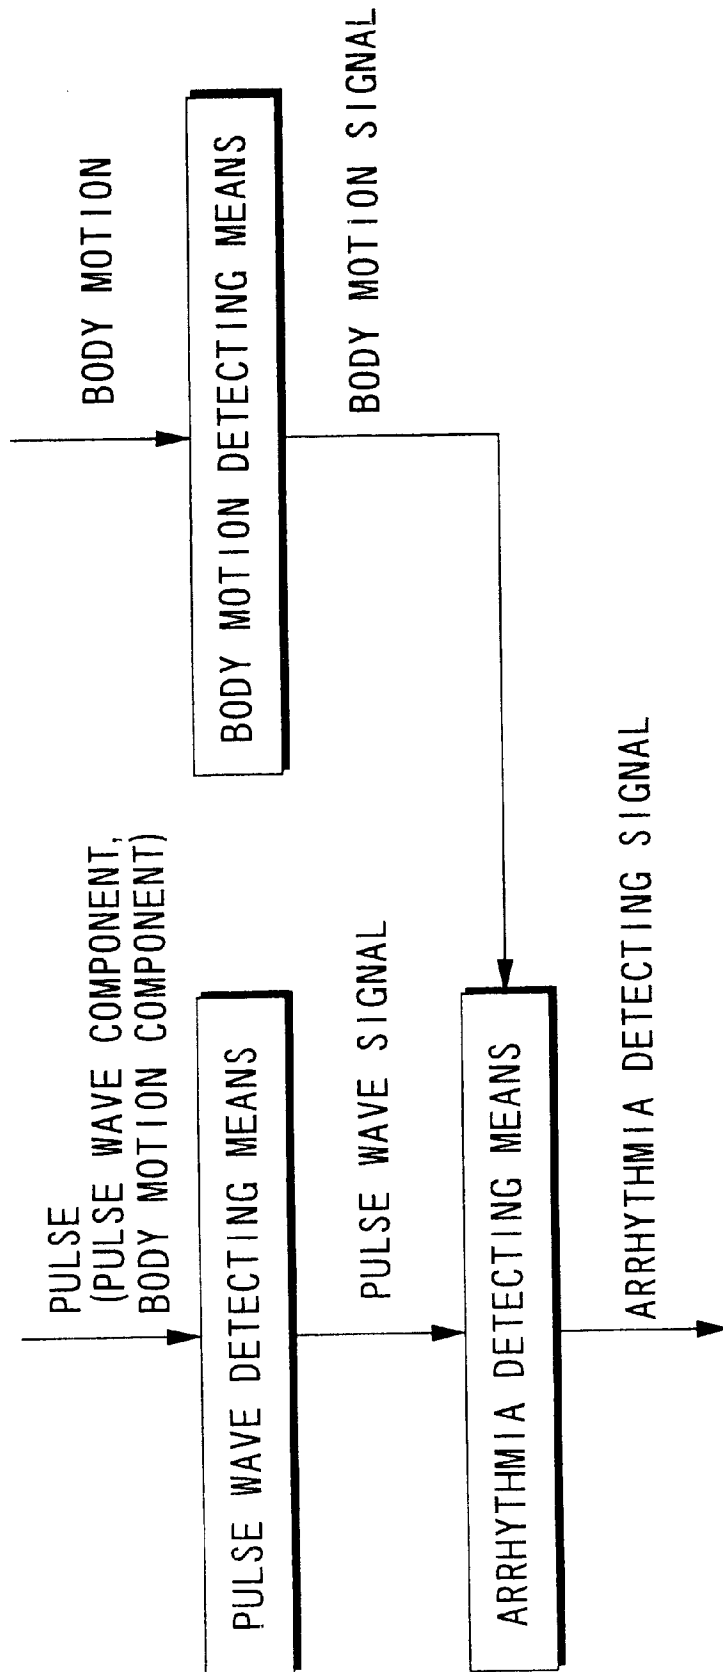 PULSE
(PULSE WAVE COMPONENT,
BODY MOTION COMPONENT)
PULSE WAVE DETECTING MEANS
PULSE WAVE SIGNAL
ARRHYTHMIA DETECTING MEANS
ARRHYTHMIA DETECTING SIGNAL
BODY MOTION
BODY MOTION DETECTING MEANS
BODY MOTION SIGNAL